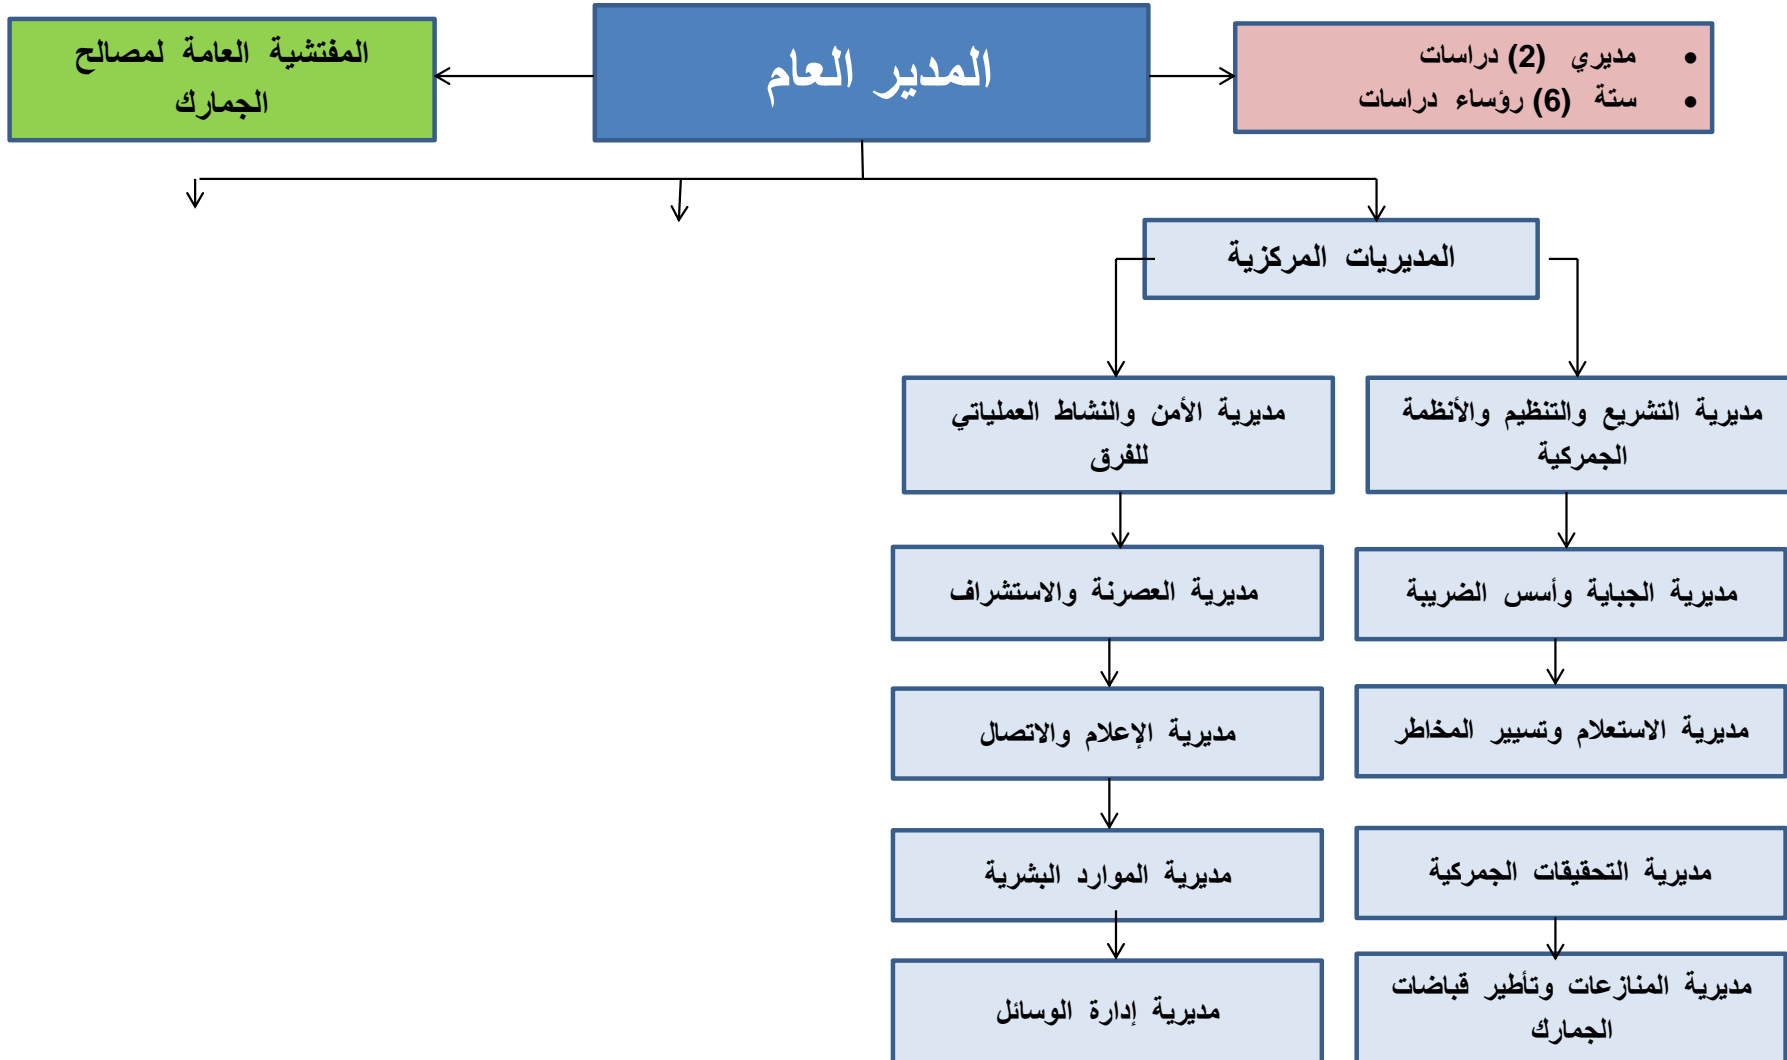 • مديري (2) دراسات
• ستة (6) رؤساء دراسات
المدير العام
المفتشية العامة لمصالح
الجمارك
المديريات المركزية
مديرية التشريع والتنظيم والأنظمة
الجمركية
مديرية الأمن والنشاط العملياتي
للفرق
مديرية الجباية وأسس الضريبة
مديرية العصرنة والاستشراف
مديرية الاستعلام وتسيير المخاطر
مديرية الإعلام والاتصال
مديرية التحقيقات الجمركية
مديرية الموارد البشرية
مديرية المنازعات وتأطير قباضات
الجمارك
مديرية إدارة الوسائل